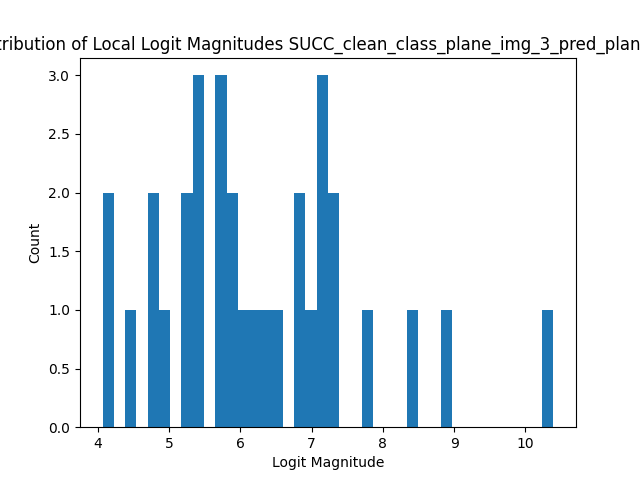 tribution of Local Logit Magnitudes SUCC_clean_class_plane_img_3_pred_plan
3.0
2.5
2.0
1.5
1.0
0.5
0.0
Count
4 5 6 7 8 9 10
Logit Magnitude